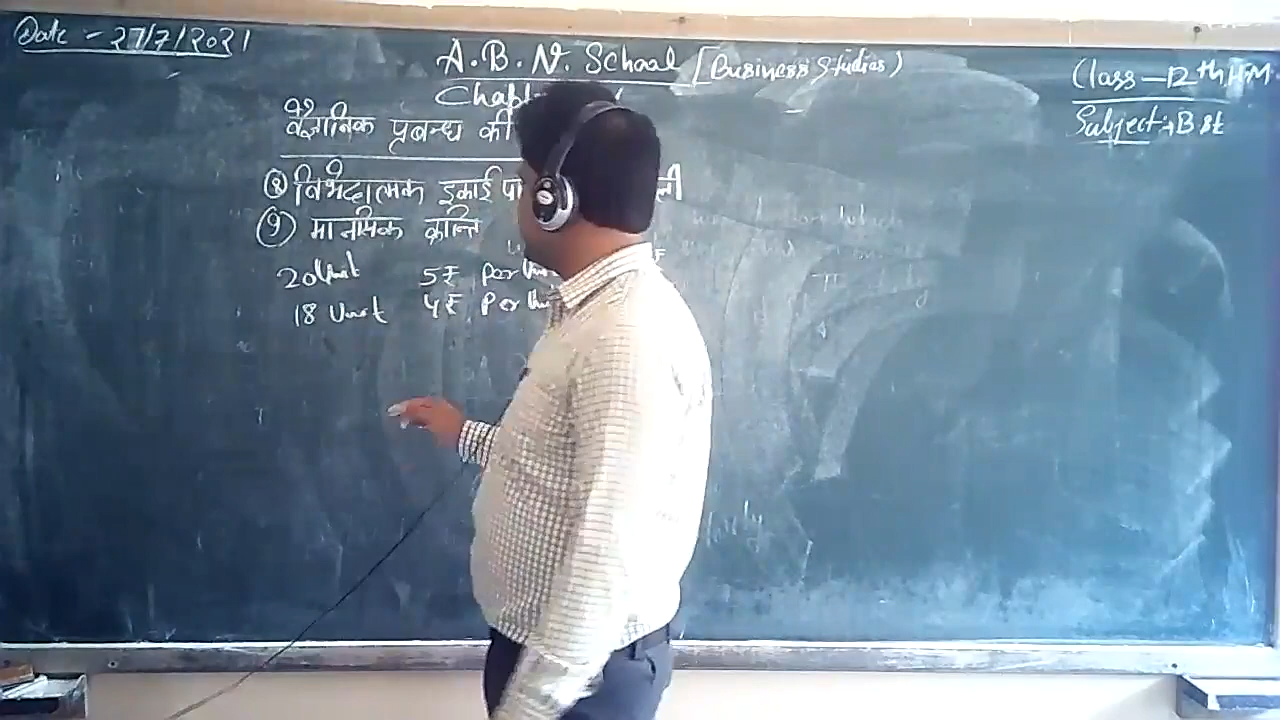 Date - 27/7/2021
A.B.N. School [Business Studies)
Class - 12th H.M
Subject:- B st
वैज्ञानिक प्रबन्ध की
⑧ विभेदात्मक इकाई
⑨ मानसिक क्रान्ति
20 Unit 5₹ Per
18 Unit 4₹ Per